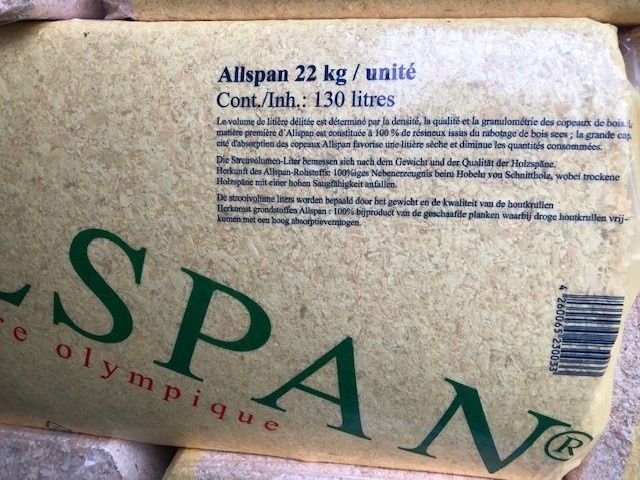 Allspan 22 kg / unité
Cont./Inh.: 130 litres
Le volume de litière délitée est déterminé par la densité, la qualité et la granulométrie des copeaux de bois.
matière première d'Allspan est constituée à 100 % de résineux issus du rabotage de bois secs ; la grande cap
cité d'absorption des copeaux Allspan favorise une litière sèche et diminue les quantités consommées.
Die Streuvolumen-Liter bemessen sich nach dem Gewicht und der Qualität der Holzspäne.
Herkunft des Allspan-Rohstoffs: 100%iges Nebenerzeugnis beim Hobeln von Schnittholz, wobei trockene
Holzspäne mit einer hohen Saugfähigkeit anfallen.
De strooivolume liters worden bepaald door het gewicht en de kwaliteit van de houtkrullen
Herkomst grondstoffen Allspan : 100% bijproduct van de geschaafde planken waarbij droge houtkrullen vrij-
komen met een hoog absorptievermogen.
4 260065 230033
LSPAN®
e olympique